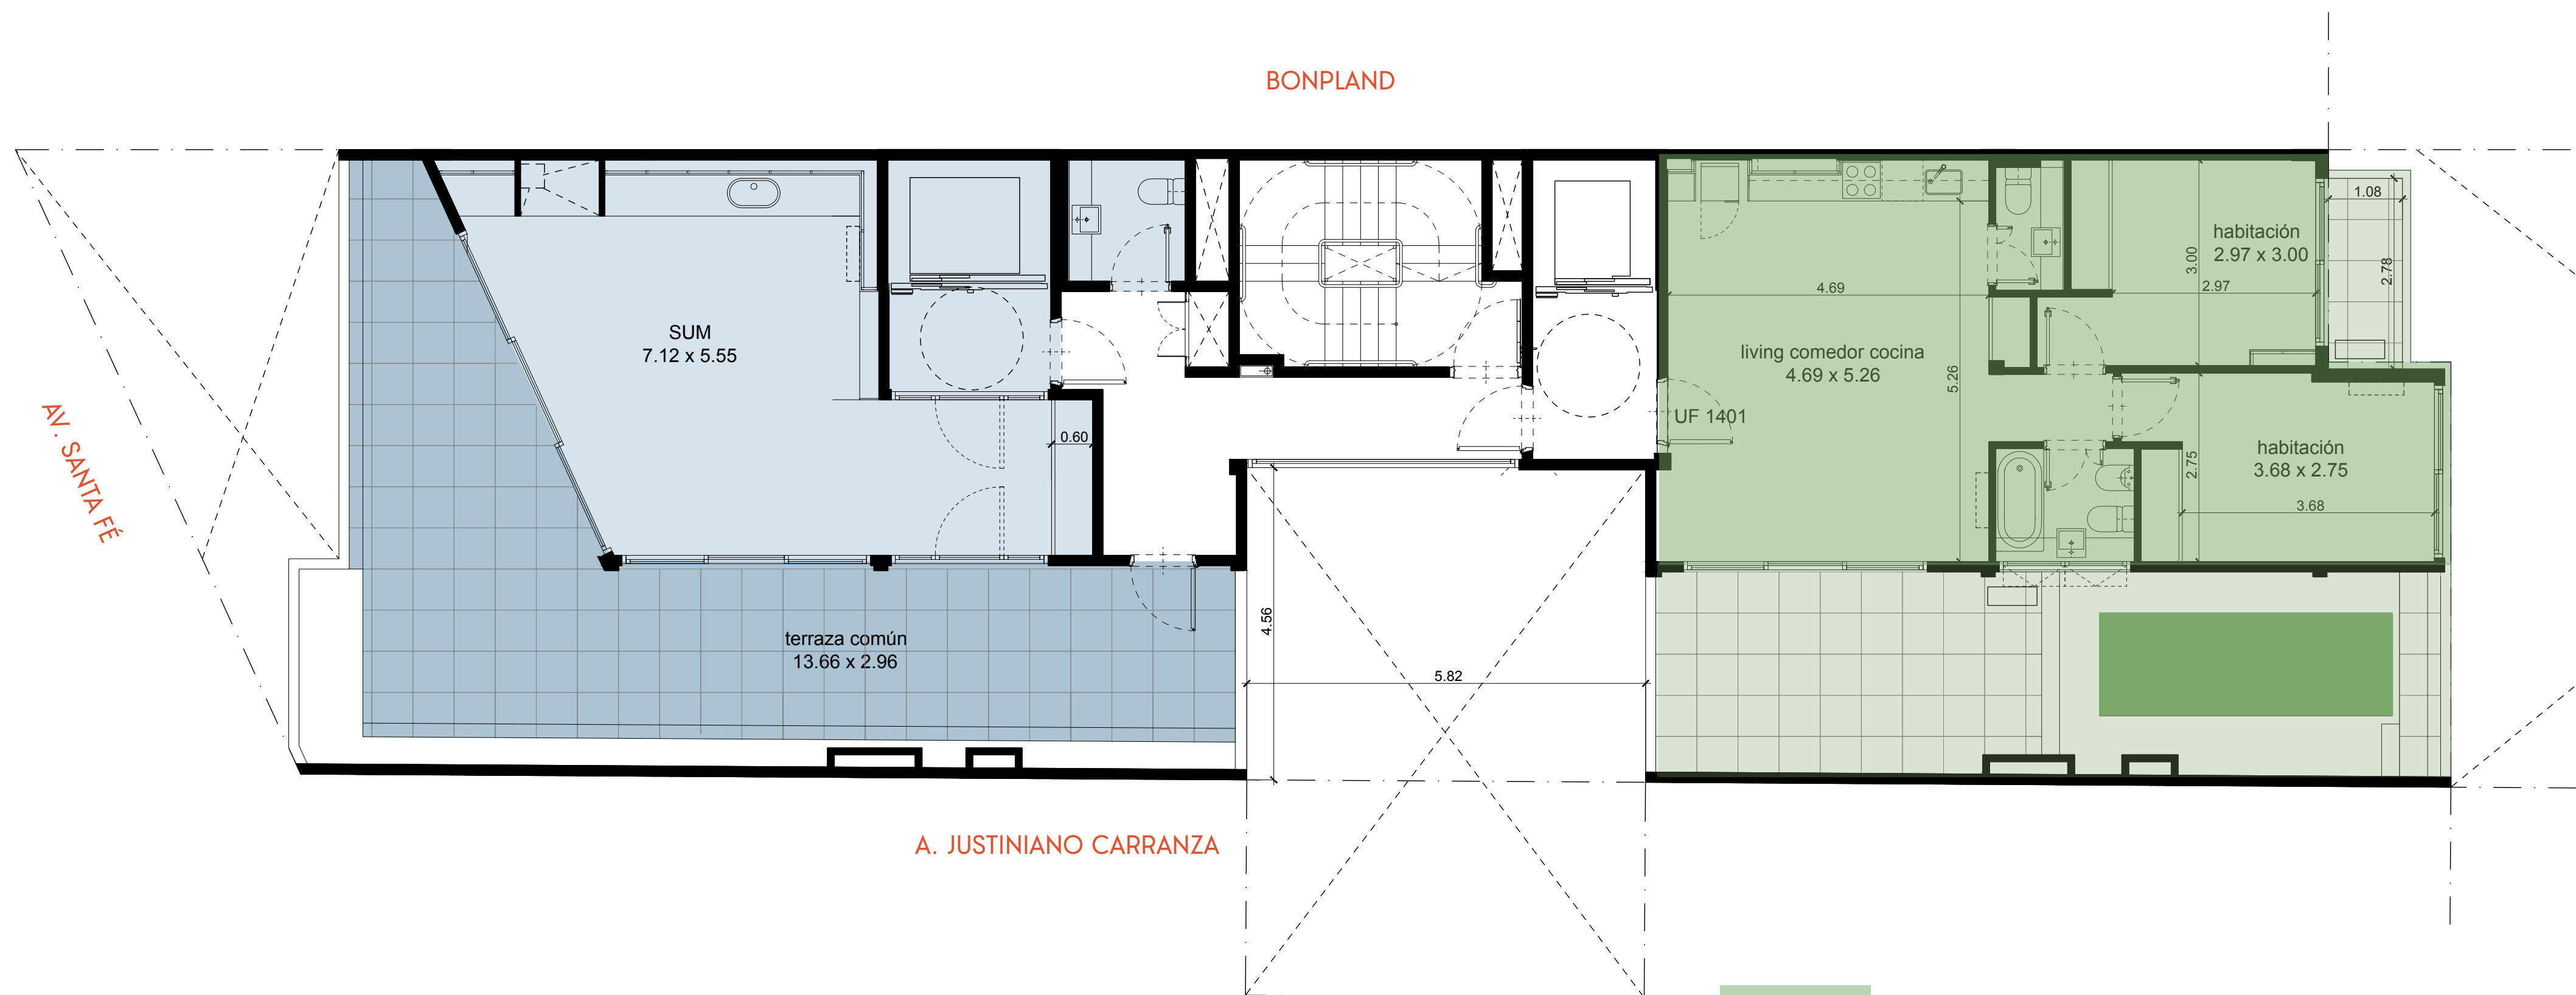 BONPLAND
AV. SANTA FÉ
SUM
7.12 x 5.55
0.60
terraza común
13.66 x 2.96
4.56
5.82
A. JUSTINIANO CARRANZA
UF 1401
living comedor cocina
4.69 x 5.26
4.69
5.26
habitación
2.97 x 3.00
3.00
2.97
1.08
2.78
habitación
3.68 x 2.75
2.75
3.68